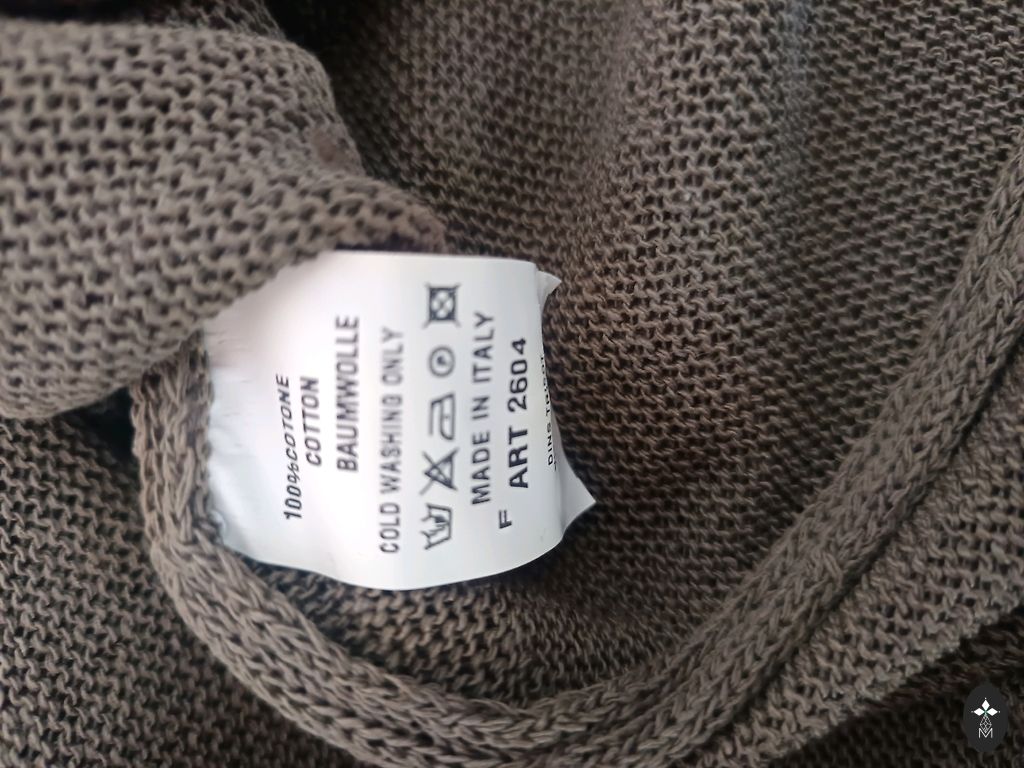 100%COTONE
COTTON
BAUMWOLLE
COLD WASHING ONLY
MADE IN ITALY
F ART 2604
M